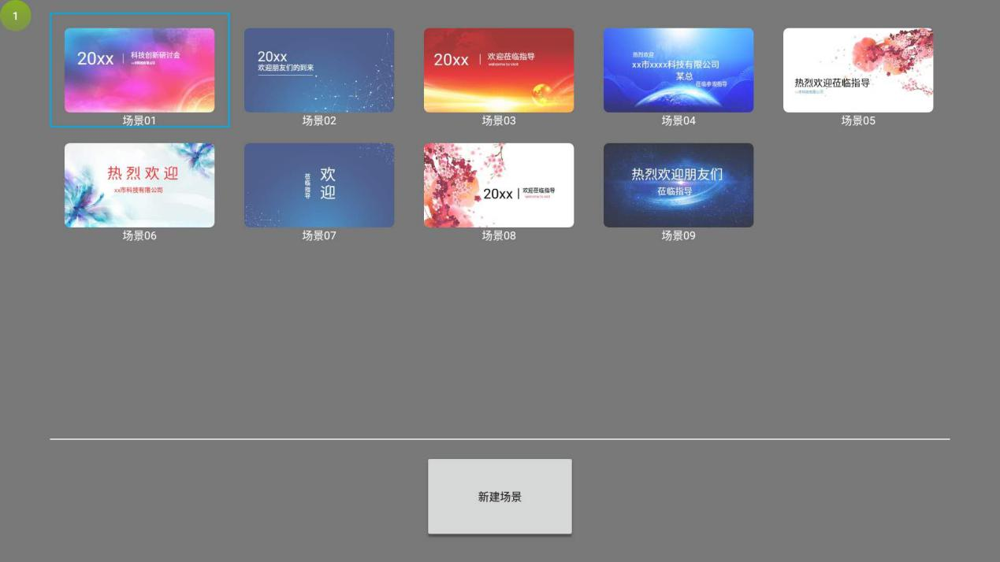 1
20xx
科技创新研讨会
场景01
20xx
欢迎朋友们的到来
场景02
20xx
欢迎莅临指导
welcome to visit
场景03
热烈欢迎
xx市xxxx科技有限公司
某总
莅临参观指导
场景04
热烈欢迎莅临指导
场景05
热烈欢迎
xx市科技有限公司
场景06
欢迎
莅临指导
场景07
20xx
欢迎莅临指导
welcome to visit
场景08
热烈欢迎朋友们
莅临指导
场景09
新建场景